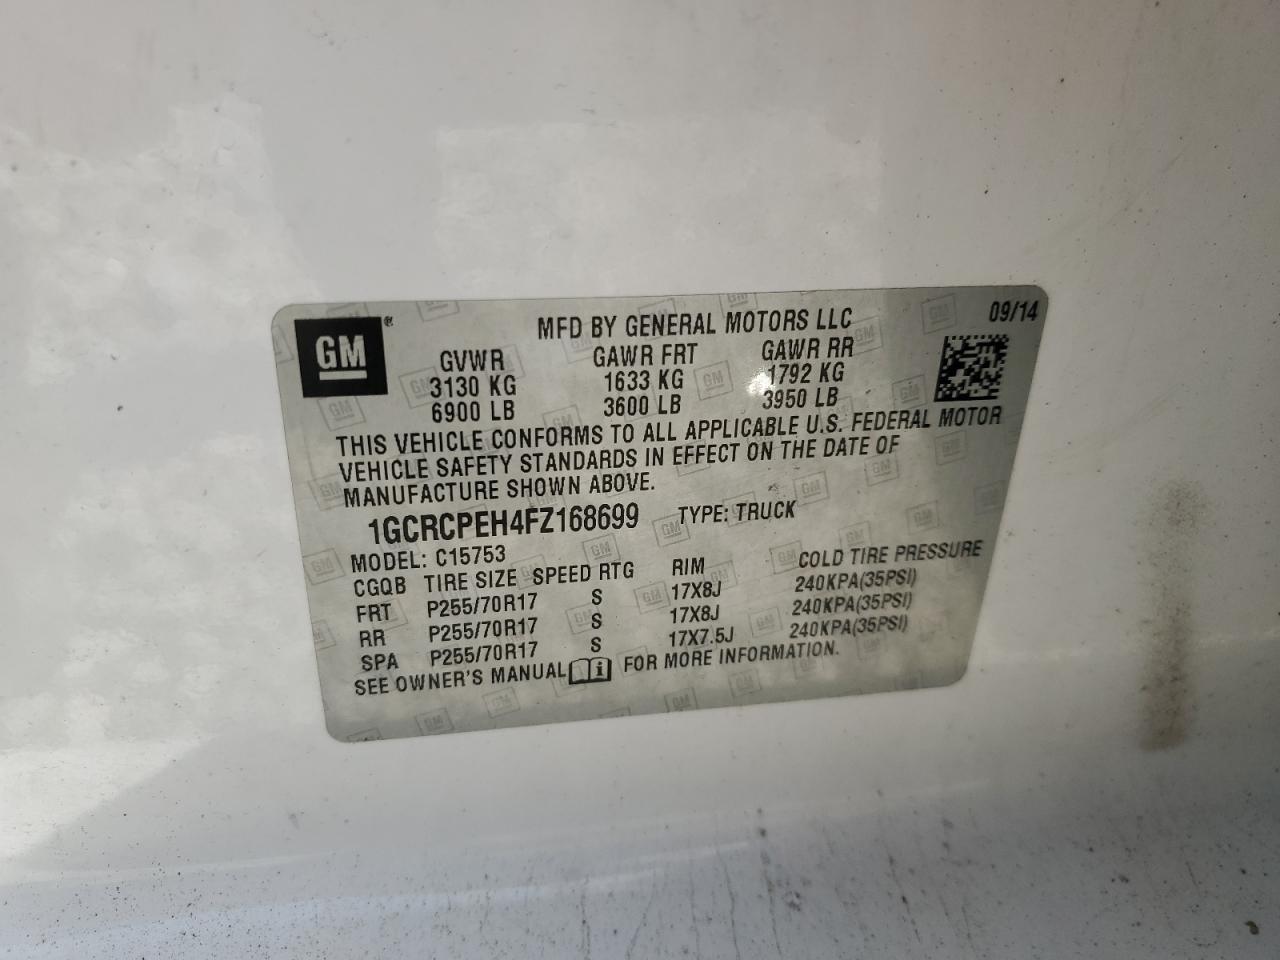 GM®
MFD BY GENERAL MOTORS LLC 09/14
GVWR GAWR FRT GAWR RR
3130 KG 1633 KG 1792 KG
6900 LB 3600 LB 3950 LB
THIS VEHICLE CONFORMS TO ALL APPLICABLE U.S. FEDERAL MOTOR
VEHICLE SAFETY STANDARDS IN EFFECT ON THE DATE OF
MANUFACTURE SHOWN ABOVE.
1GCRCPEH4FZ168699 TYPE: TRUCK
MODEL: C15753
CGQB TIRE SIZE SPEED RTG RIM COLD TIRE PRESSURE
FRT P255/70R17 S 17X8J 240KPA(35PSI)
RR P255/70R17 S 17X8J 240KPA(35PSI)
SPA P255/70R17 S 17X7.5J 240KPA(35PSI)
SEE OWNER'S MANUAL i FOR MORE INFORMATION.